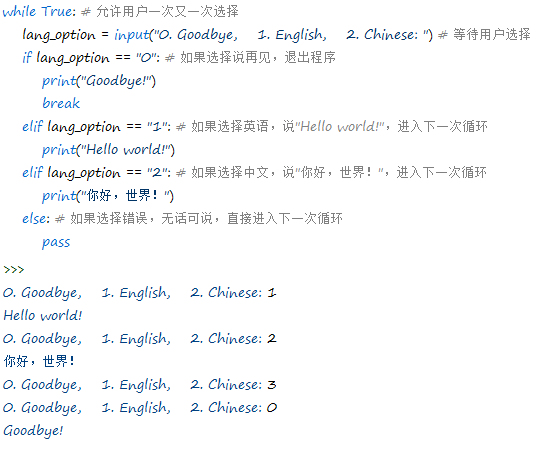 while True: # 允许用户一次又一次选择
lang_option = input("0. Goodbye, 1. English, 2. Chinese: ") # 等待用户选择
if lang_option == "0": # 如果选择说再见，退出程序
print("Goodbye!")
break
elif lang_option == "1": # 如果选择英语，说"Hello world!"，进入下一次循环
print("Hello world!")
elif lang_option == "2": # 如果选择中文，说"你好，世界！"，进入下一次循环
print("你好，世界！")
else: # 如果选择错误，无话可说，直接进入下一次循环
pass
>>>
0. Goodbye, 1. English, 2. Chinese: 1
Hello world!
0. Goodbye, 1. English, 2. Chinese: 2
你好，世界！
0. Goodbye, 1. English, 2. Chinese: 3
0. Goodbye, 1. English, 2. Chinese: 0
Goodbye!